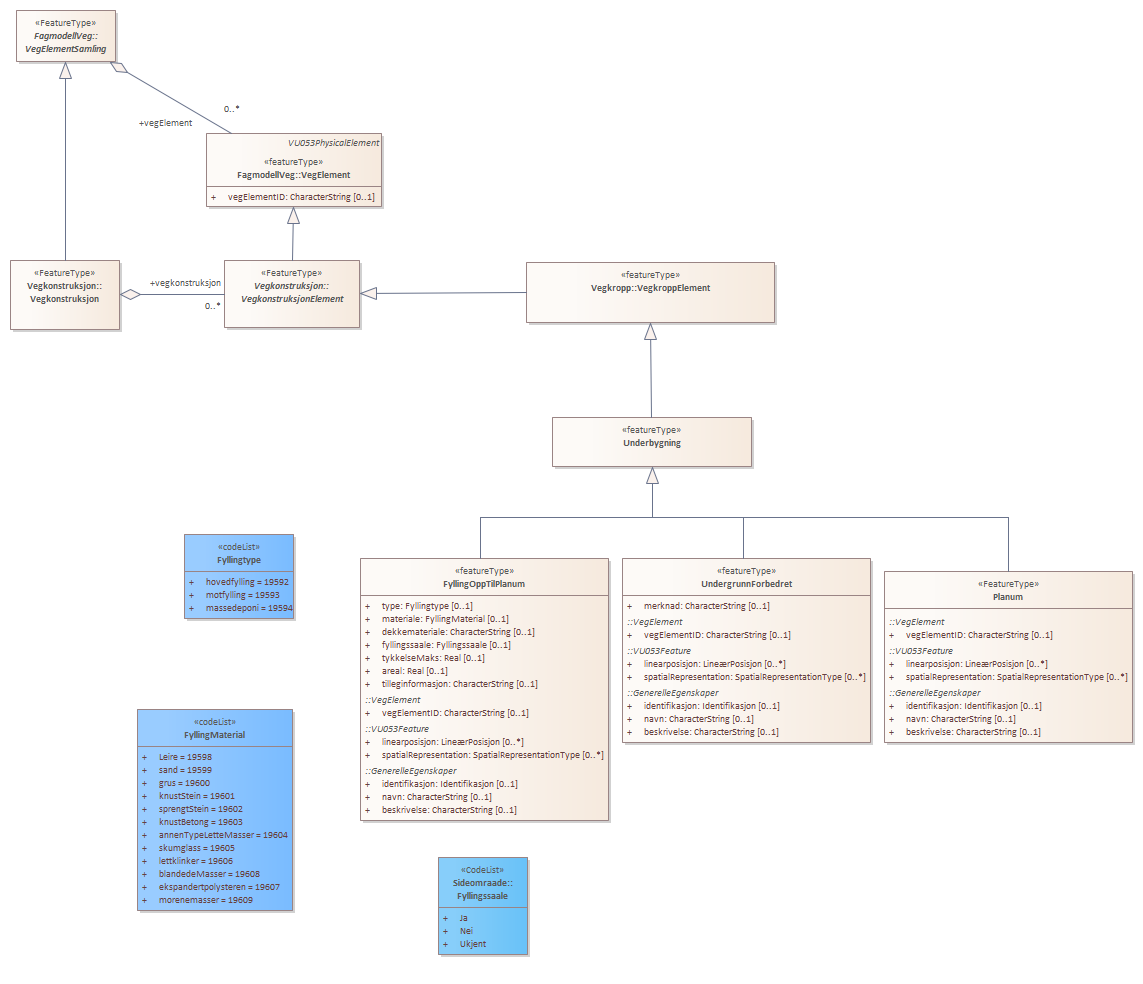 «FeatureType»
FagmodellVeg::
VegElementSamling
0..*
+vegElement
VU053PhysicalElement
«featureType»
FagmodellVeg::VegElement
+ vegElementID: CharacterString [0..1]
«FeatureType»
Vegkonstruksjon::
Vegkonstruksjon
+vegkonstruksjon
0..*
«FeatureType»
Vegkonstruksjon::
VegkonstruksjonElement
«featureType»
Vegkropp::VegkroppElement
«featureType»
Underbygning
«codeList»
Fyllingtype
+ hovedfylling = 19592
+ motfylling = 19593
+ massedeponi = 19594
«featureType»
FyllingOppTilPlanum
+ type: Fyllingtype [0..1]
+ materiale: FyllingMaterial [0..1]
+ dekkemateriale: CharacterString [0..1]
+ fyllingssaale: Fyllingssaale [0..1]
+ tykkelseMaks: Real [0..1]
+ areal: Real [0..1]
+ tilleginformasjon: CharacterString [0..1]
::VegElement
+ vegElementID: CharacterString [0..1]
::VU053Feature
+ linearposisjon: LineærPosisjon [0..*]
+ spatialRepresentation: SpatialRepresentationType [0..*]
::GenerelleEgenskaper
+ identifikasjon: Identifikasjon [0..1]
+ navn: CharacterString [0..1]
+ beskrivelse: CharacterString [0..1]
«featureType»
UndergrunnForbedret
+ merknad: CharacterString [0..1]
::VegElement
+ vegElementID: CharacterString [0..1]
::VU053Feature
+ linearposisjon: LineærPosisjon [0..*]
+ spatialRepresentation: SpatialRepresentationType [0..*]
::GenerelleEgenskaper
+ identifikasjon: Identifikasjon [0..1]
+ navn: CharacterString [0..1]
+ beskrivelse: CharacterString [0..1]
«FeatureType»
Planum
::VegElement
+ vegElementID: CharacterString [0..1]
::VU053Feature
+ linearposisjon: LineærPosisjon [0..*]
+ spatialRepresentation: SpatialRepresentationType [0..*]
::GenerelleEgenskaper
+ identifikasjon: Identifikasjon [0..1]
+ navn: CharacterString [0..1]
+ beskrivelse: CharacterString [0..1]
«codeList»
FyllingMaterial
+ Leire = 19598
+ sand = 19599
+ grus = 19600
+ knustStein = 19601
+ sprengtStein = 19602
+ knustBetong = 19603
+ annenTypeLetteMasser = 19604
+ skumglass = 19605
+ lettklinker = 19606
+ blandedeMasser = 19608
+ ekspandertpolysteren = 19607
+ morenemasser = 19609
«CodeList»
Sideomraade::
Fyllingssaale
+ Ja
+ Nei
+ Ukjent